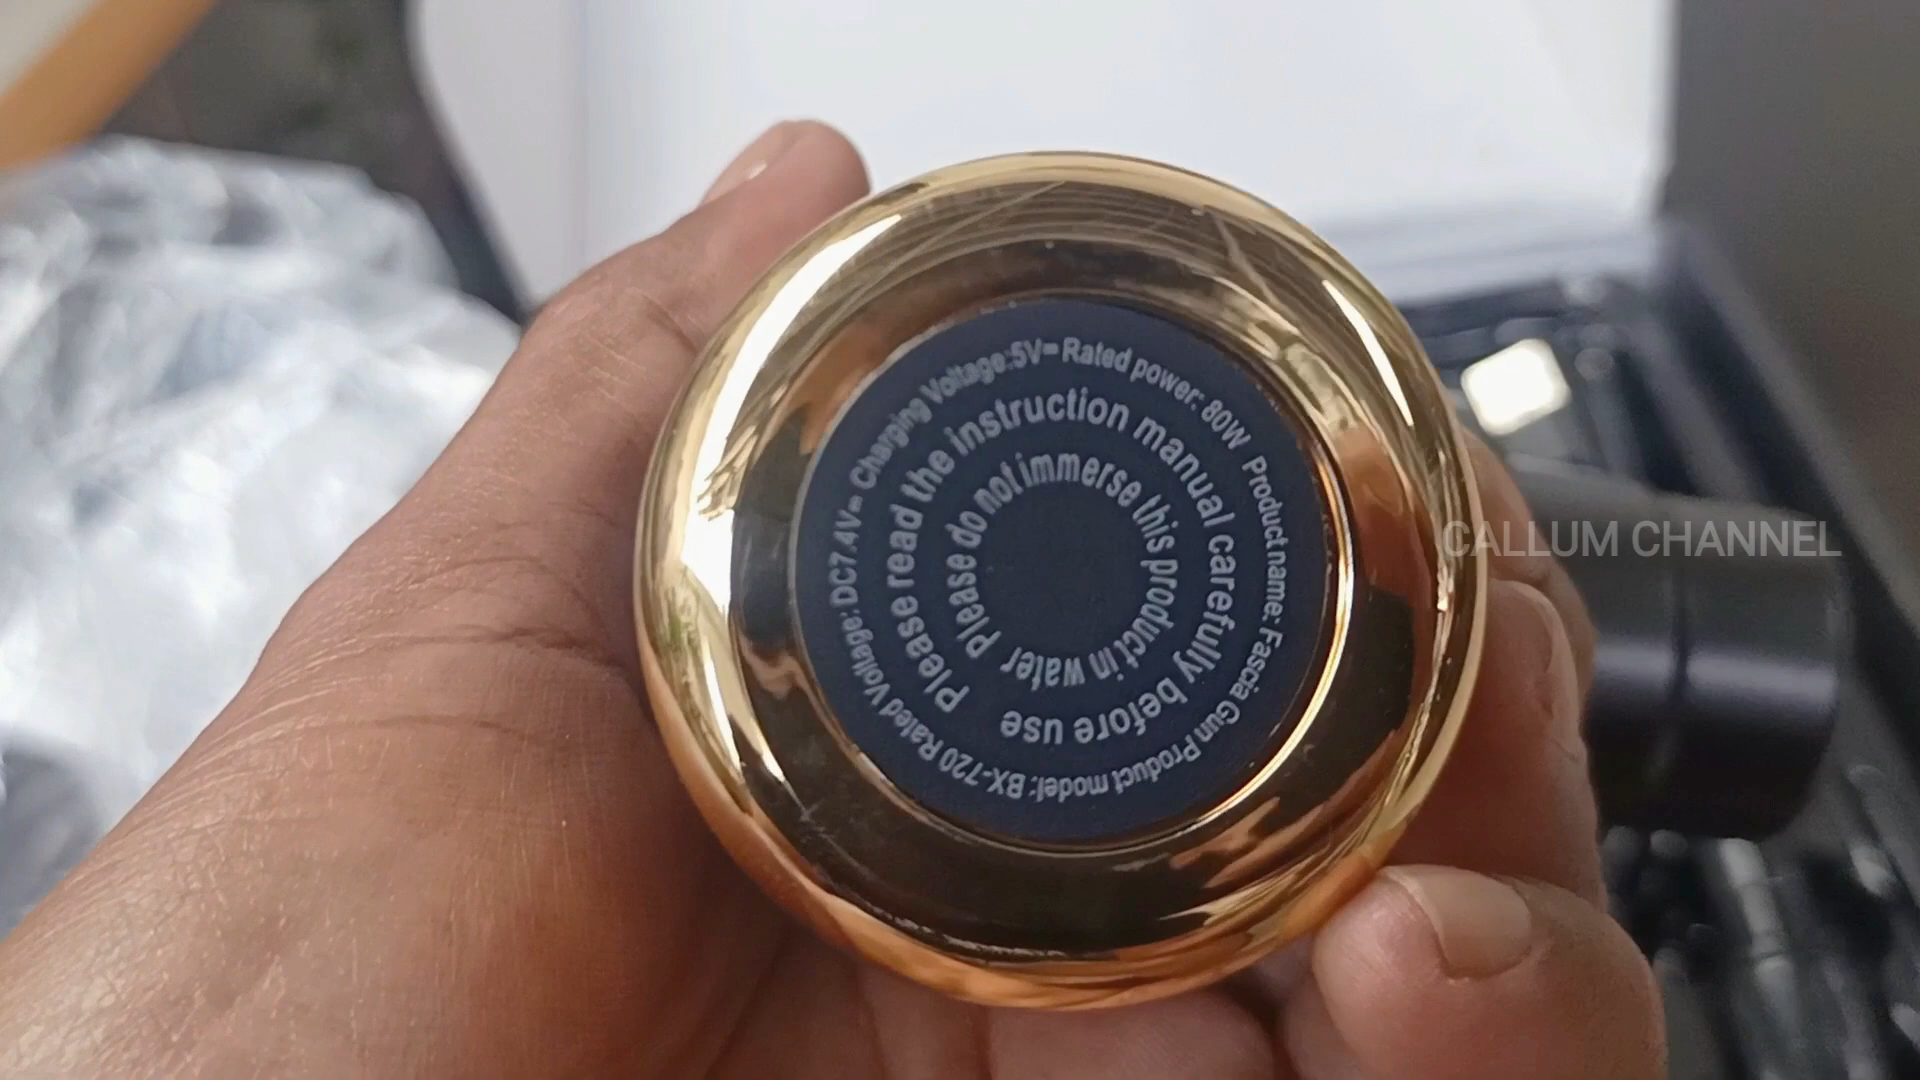 Product name: Fascia Gun Product model: BX-720 Rated Voltage: DC7.4V= Charging Voltage:5V= Rated power: 80W
Please read the instruction manual carefully before use
Please do not immerse this product in water
CALLUM CHANNEL